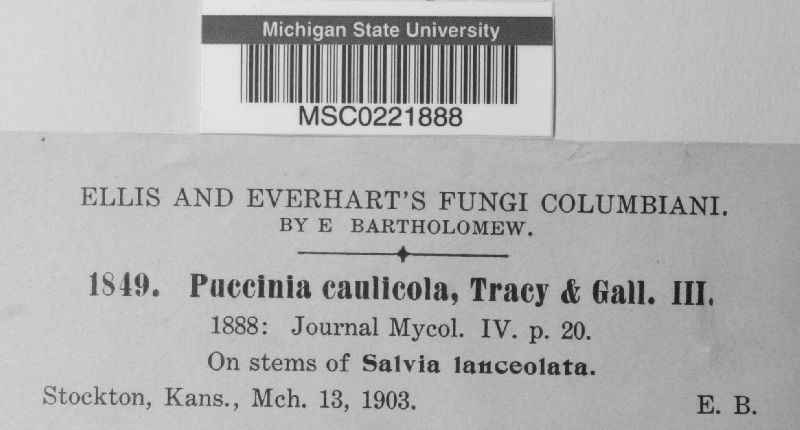 Michigan State University
MSC0221888
ELLIS AND EVERHART'S FUNGI COLUMBIANI.
BY E BARTHOLOMEW.
1849. Puccinia caulicola, Tracy & Gall. III.
1888: Journal Mycol. IV. p. 20.
On stems of Salvia lanceolata.
Stockton, Kans., Mch. 13, 1903.
E. B.